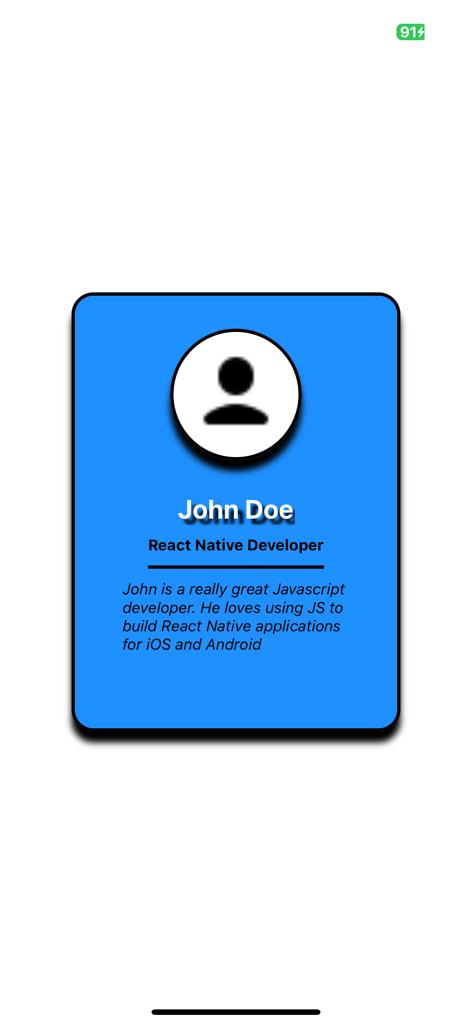 91
John Doe
React Native Developer
John is a really great Javascript
developer. He loves using JS to
build React Native applications
for iOS and Android